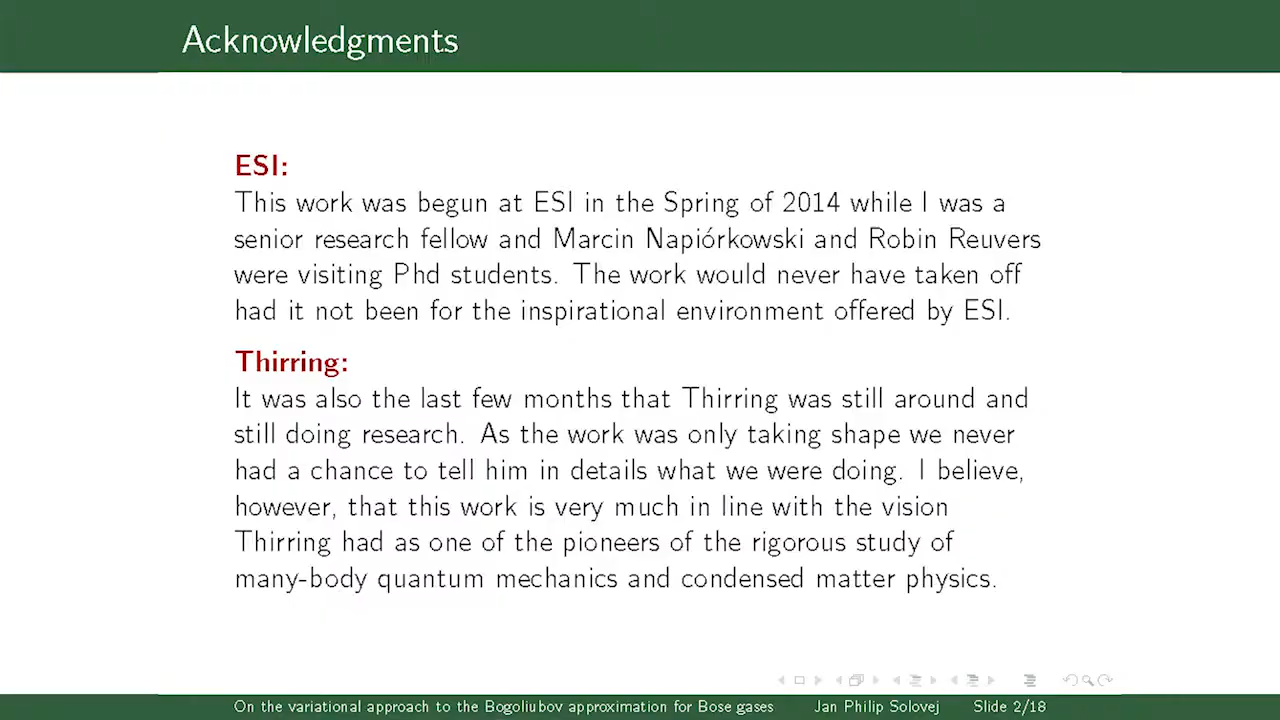 Acknowledgments
ESI:
This work was begun at ESI in the Spring of 2014 while I was a
senior research fellow and Marcin Napiórkowski and Robin Reuvers
were visiting Phd students. The work would never have taken off
had it not been for the inspirational environment offered by ESI.
Thirring:
It was also the last few months that Thirring was still around and
still doing research. As the work was only taking shape we never
had a chance to tell him in details what we were doing. I believe,
however, that this work is very much in line with the vision
Thirring had as one of the pioneers of the rigorous study of
many-body quantum mechanics and condensed matter physics.
On the variational approach to the Bogoliubov approximation for Bose gases Jan Philip Solovej Slide 2/18